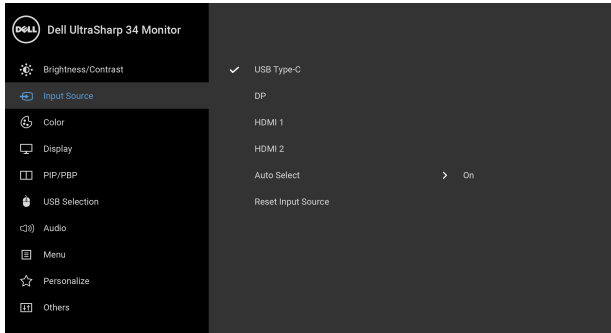 DELL Dell UltraSharp 34 Monitor
Brightness/Contrast
Input Source
Color
Display
PIP/PBP
USB Selection
Audio
Menu
Personalize
Others
USB Type-C
DP
HDMI 1
HDMI 2
Auto Select On
Reset Input Source